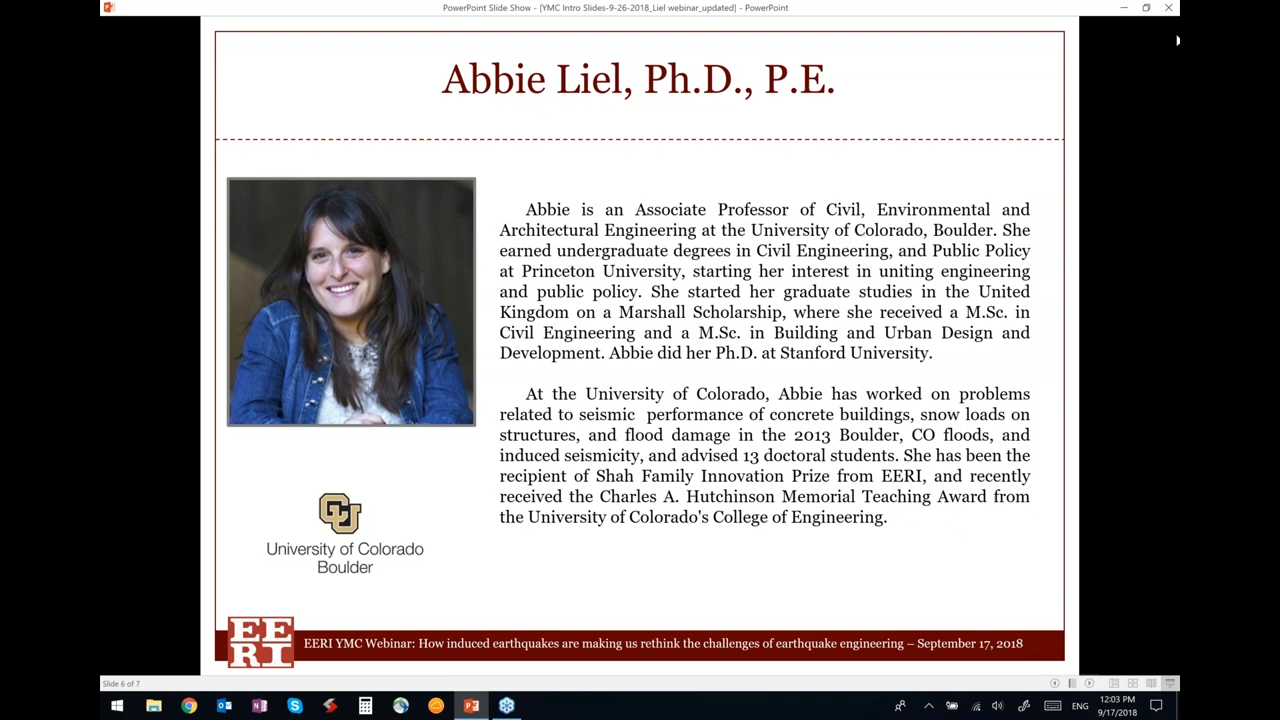 PowerPoint Slide Show - [YMC Intro Slides-9-26-2018_Liel webinar_updated] - PowerPoint
Abbie Liel, Ph.D., P.E.
Abbie is an Associate Professor of Civil, Environmental and
Architectural Engineering at the University of Colorado, Boulder. She
earned undergraduate degrees in Civil Engineering, and Public Policy
at Princeton University, starting her interest in uniting engineering
and public policy. She started her graduate studies in the United
Kingdom on a Marshall Scholarship, where she received a M.Sc. in
Civil Engineering and a M.Sc. in Building and Urban Design and
Development. Abbie did her Ph.D. at Stanford University.
At the University of Colorado, Abbie has worked on problems
related to seismic performance of concrete buildings, snow loads on
structures, and flood damage in the 2013 Boulder, CO floods, and
induced seismicity, and advised 13 doctoral students. She has been the
recipient of Shah Family Innovation Prize from EERI, and recently
received the Charles A. Hutchinson Memorial Teaching Award from
the University of Colorado's College of Engineering.
CU
University of Colorado
Boulder
EE
RI
EERI YMC Webinar: How induced earthquakes are making us rethink the challenges of earthquake engineering – September 17, 2018
Slide 6 of 7
ENG
12:03 PM
9/17/2018